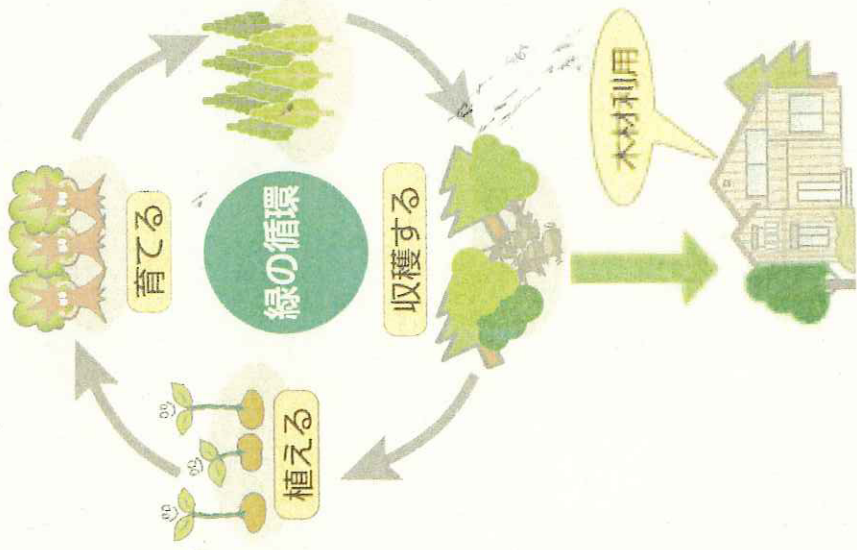 育てる
緑の循環
植える
収穫する
木材利用